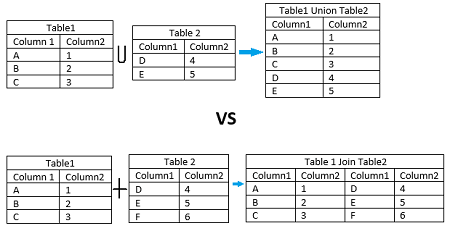 Table1
Column 1 Column2
A 1
B 2
C 3
U
Table 2
Column1 Column2
D 4
E 5
Table1 Union Table2
Column1 Column2
A 1
B 2
C 3
D 4
E 5
VS
Table1
Column 1 Column2
A 1
B 2
C 3
+
Table 2
Column1 Column2
D 4
E 5
F 6
Table 1 Join Table2
Column1 Column2 Column1 Column2
A 1 D 4
B 2 E 5
C 3 F 6